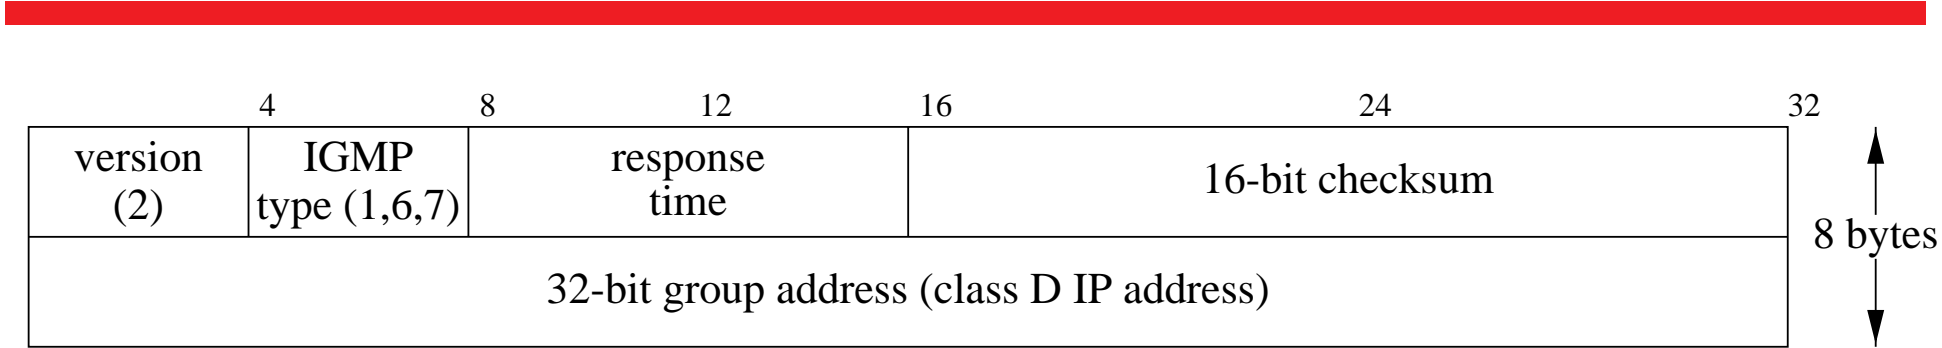 4 8 12 16 24 32
version
(2)
IGMP
type (1,6,7)
response
time
16-bit checksum
8 bytes
32-bit group address (class D IP address)